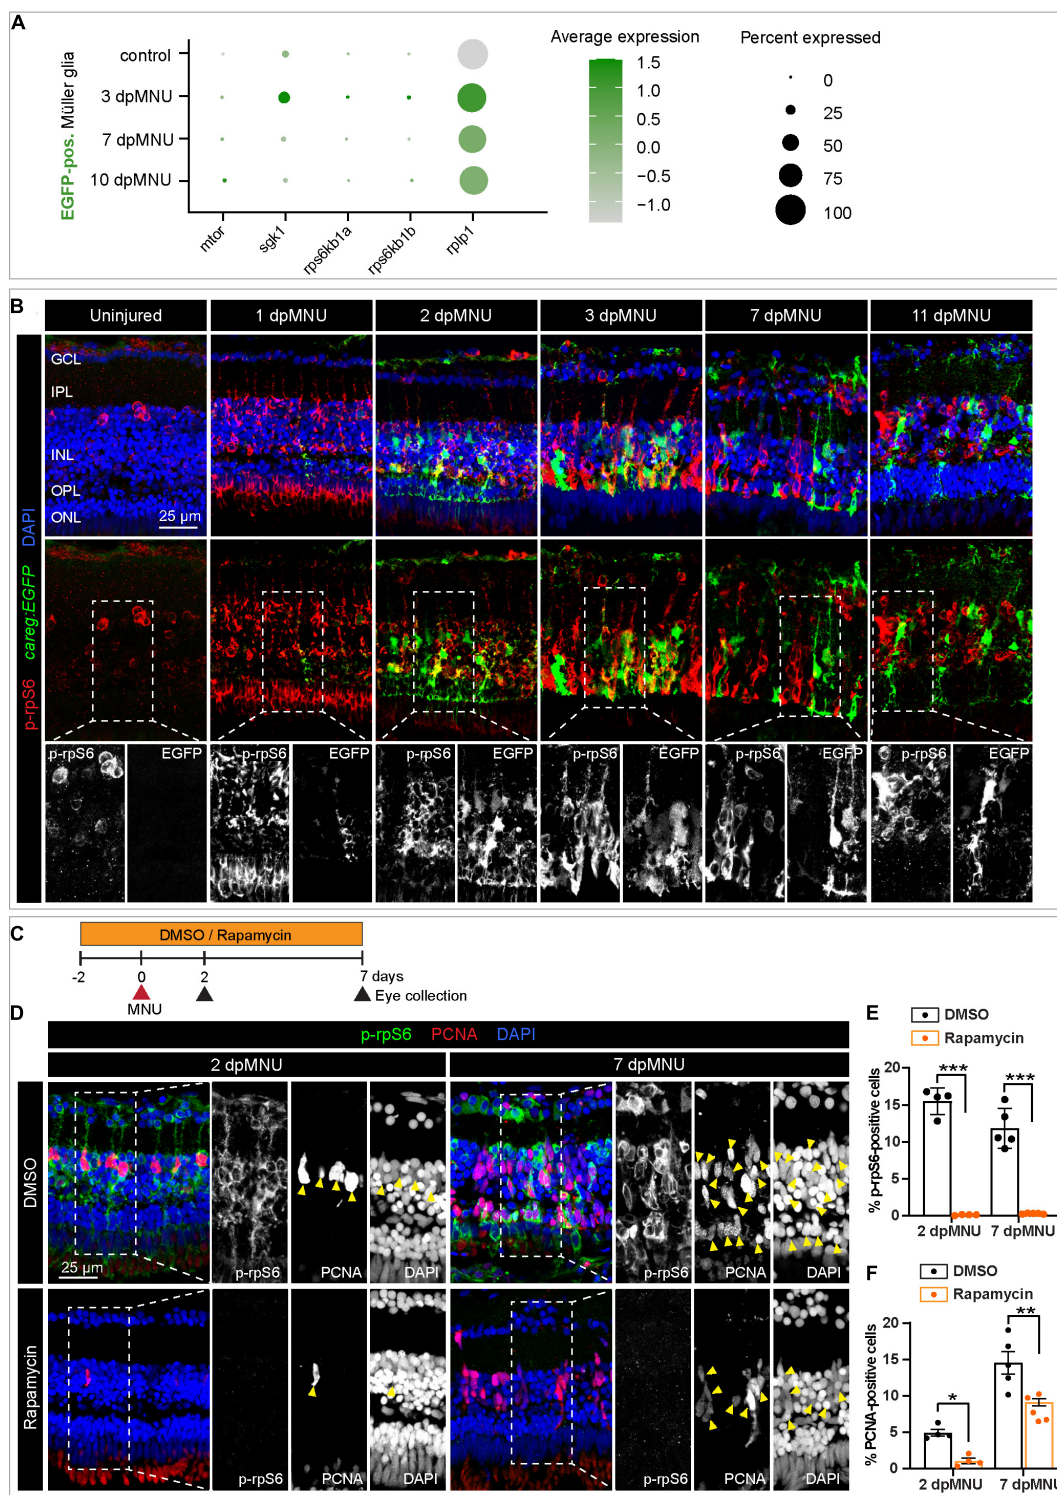 A
EGFP-pos. Müller glia
control
3 dpMNU
7 dpMNU
10 dpMNU
mtor
sgk1
rps6kb1a
rps6kb1b
rplp1
Average expression
1.5
1.0
0.5
0.0
−0.5
−1.0
Percent expressed
0
25
50
75
100
B
Uninjured
1 dpMNU
2 dpMNU
3 dpMNU
7 dpMNU
11 dpMNU
p-rpS6 careg:EGFP DAPI
GCL
IPL
INL
OPL
ONL
25 µm
p-rpS6 EGFP
p-rpS6 EGFP
p-rpS6 EGFP
p-rpS6 EGFP
p-rpS6 EGFP
p-rpS6 EGFP
C
DMSO / Rapamycin
-2 0 2 7 days
MNU
Eye collection
D
p-rpS6 PCNA DAPI
2 dpMNU
7 dpMNU
DMSO
25 µm
p-rpS6 PCNA DAPI
p-rpS6 PCNA DAPI
Rapamycin
p-rpS6 PCNA DAPI
p-rpS6 PCNA DAPI
E
DMSO
Rapamycin
% p-rpS6-positive cells
20
15
10
5
0
***
***
2 dpMNU 7 dpMNU
F
DMSO
Rapamycin
% PCNA-positive cells
20
15
10
5
0
*
**
2 dpMNU 7 dpMNU